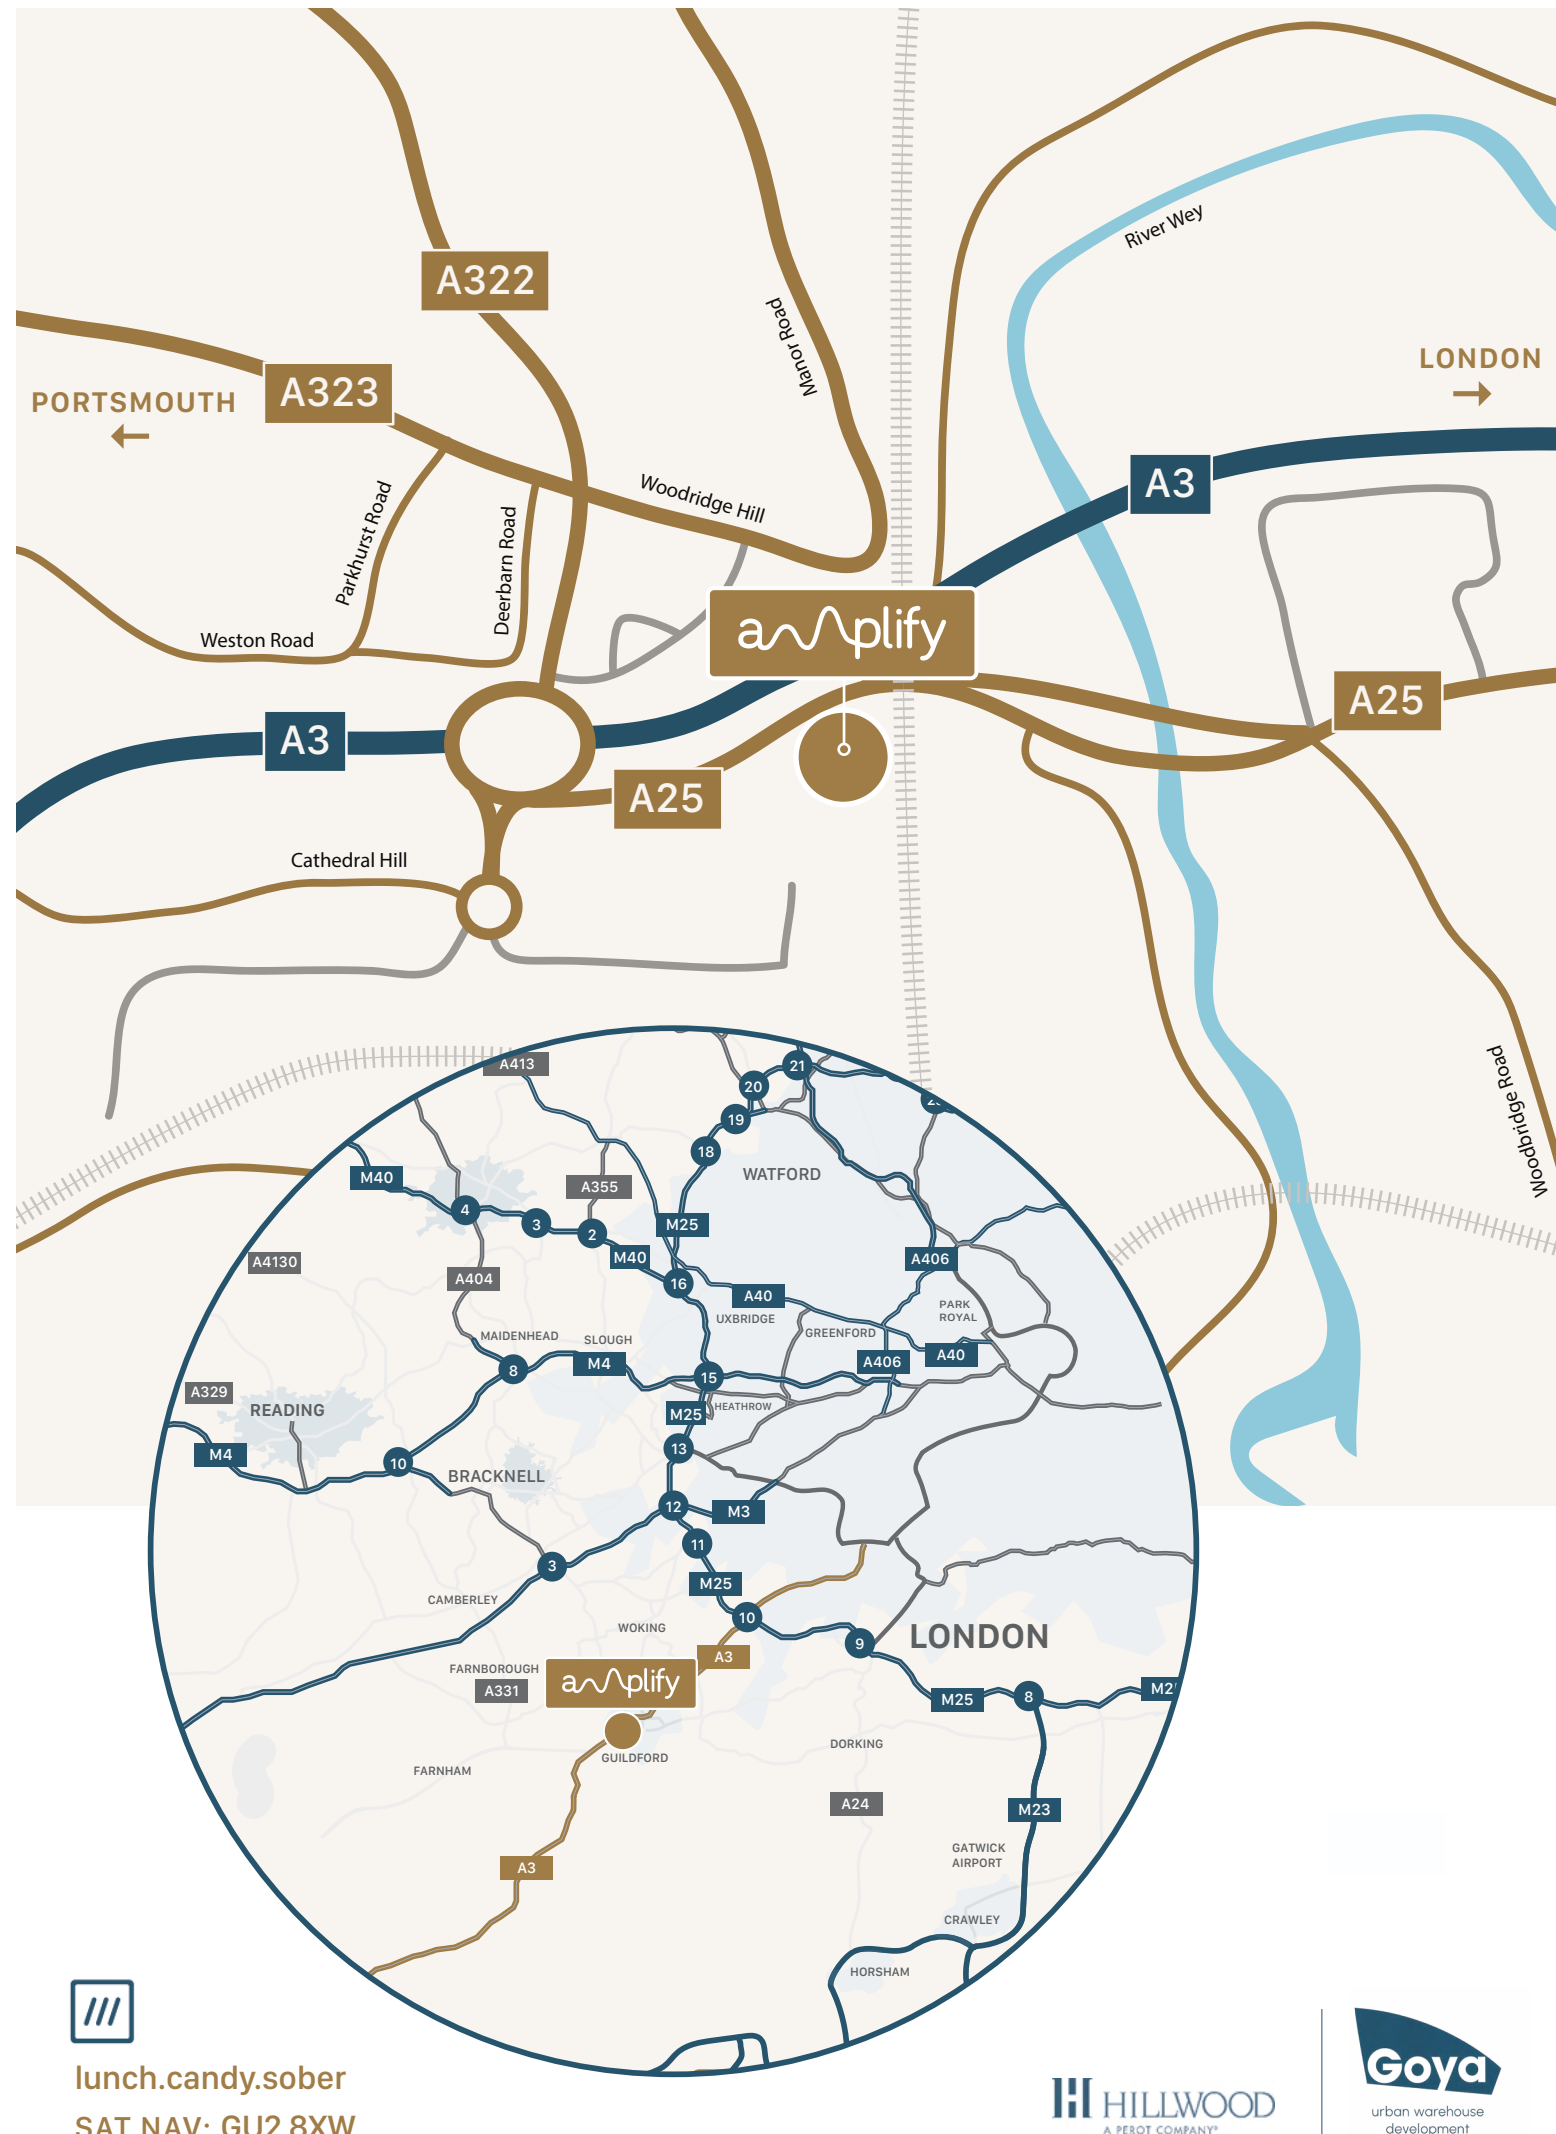 River Wey
A322
Manor Road
LONDON
PORTSMOUTH
A323
A3
Woodridge Hill
Parkhurst Road
Deerbarn Road
amplify
Weston Road
A25
A3
A25
Cathedral Hill
Woodbridge Road
A413
21
20
19
18
WATFORD
M40
A355
4
3
2
M25
M40
A406
A4130
A404
16
A40
PARK
ROYAL
UXBRIDGE
GREENFORD
MAIDENHEAD
SLOUGH
M4
8
A406
A40
15
A329
READING
HEATHROW
M25
M4
13
10
BRACKNELL
12
M3
11
3
M25
CAMBERLEY
10
WOKING
9
LONDON
A3
FARNBOROUGH
amplify
A331
M25
8
GUILDFORD
DORKING
FARNHAM
A24
M23
GATWICK
AIRPORT
A3
CRAWLEY
HORSHAM
lunch.candy.sober
SAT NAV: GU2 8XW
HILLWOOD
A PEROT COMPANY®
Goya
urban warehouse
development